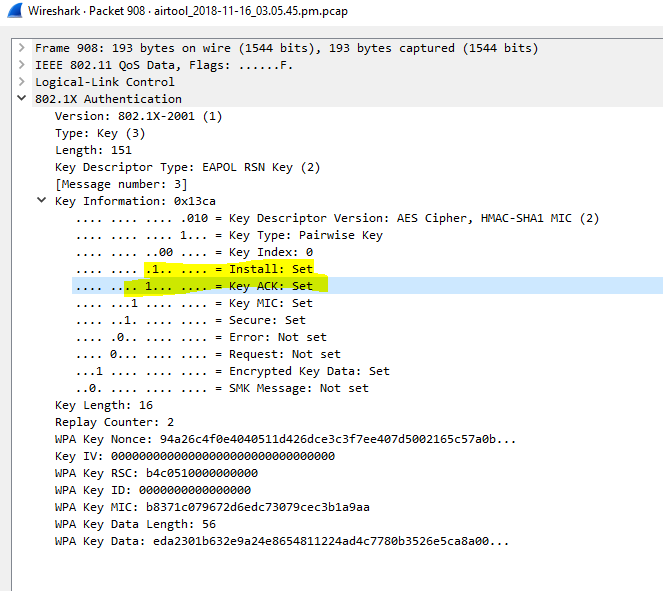 Wireshark · Packet 908 · airtool_2018-11-16_03.05.45.pm.pcap
Frame 908: 193 bytes on wire (1544 bits), 193 bytes captured (1544 bits)
IEEE 802.11 QoS Data, Flags: ......F.
Logical-Link Control
802.1X Authentication
Version: 802.1X-2001 (1)
Type: Key (3)
Length: 151
Key Descriptor Type: EAPOL RSN Key (2)
[Message number: 3]
Key Information: 0x13ca
.... .... .... .010 = Key Descriptor Version: AES Cipher, HMAC-SHA1 MIC (2)
.... .... .... 1... = Key Type: Pairwise Key
.... .... ..00 .... = Key Index: 0
.... .... .1.. .... = Install: Set
.... .... 1... .... = Key ACK: Set
.... ...1 .... .... = Key MIC: Set
.... ..1. .... .... = Secure: Set
.... .0.. .... .... = Error: Not set
.... 0... .... .... = Request: Not set
...1 .... .... .... = Encrypted Key Data: Set
..0. .... .... .... = SMK Message: Not set
Key Length: 16
Replay Counter: 2
WPA Key Nonce: 94a26c4f0e4040511d426dce3c3f7ee407d5002165c57a0b...
Key IV: 00000000000000000000000000000000
WPA Key RSC: b4c0510000000000
WPA Key ID: 0000000000000000
WPA Key MIC: b8371c079672d6edc73079cec3b1a9aa
WPA Key Data Length: 56
WPA Key Data: eda2301b632e9a24e8654811224ad4c7780b3526e5ca8a00...